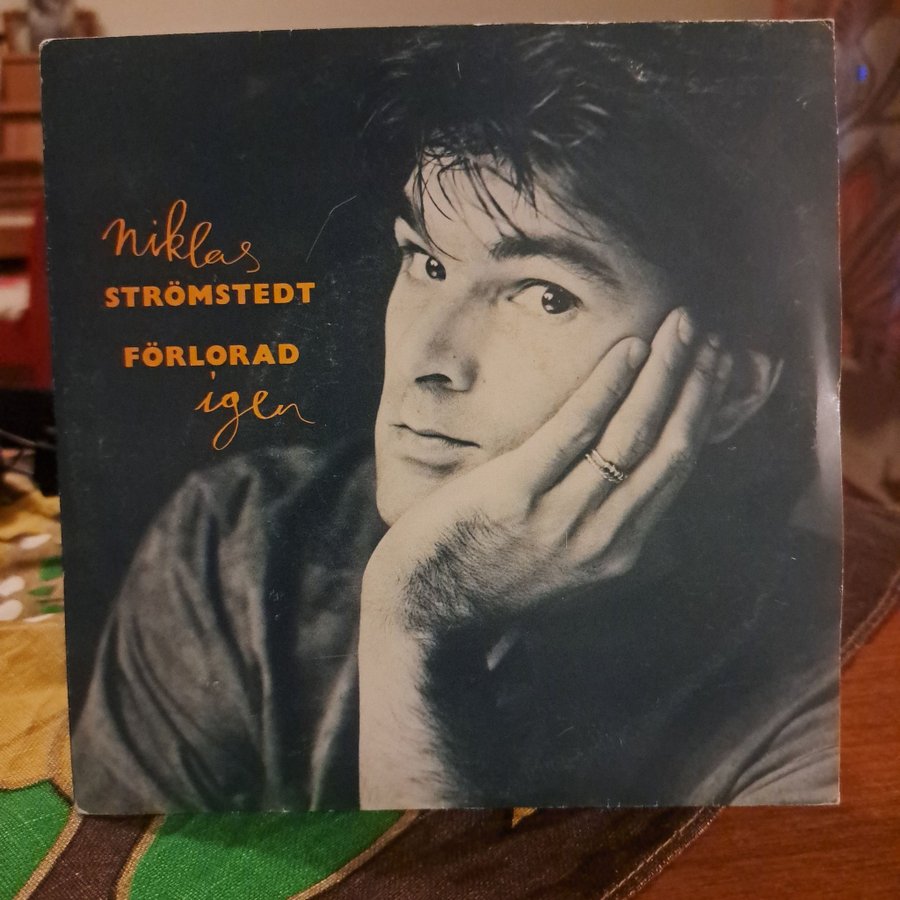 niklas
STRÖMSTEDT
FÖRLORAD
igen